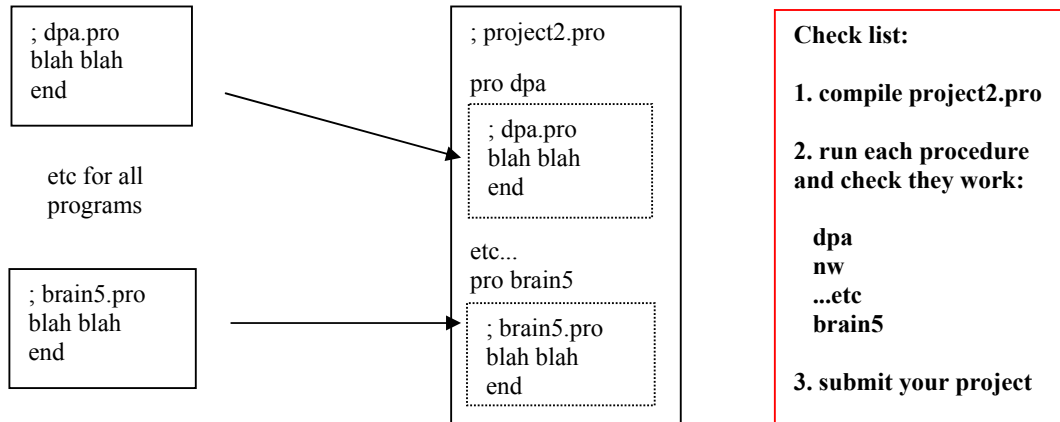 ; dpa.pro
blah blah
end
etc for all
programs
; brain5.pro
blah blah
end
; project2.pro
pro dpa
; dpa.pro
blah blah
end
etc...
pro brain5
; brain5.pro
blah blah
end
Check list:
1. compile project2.pro
2. run each procedure
and check they work:
dpa
nw
...etc
brain5
3. submit your project